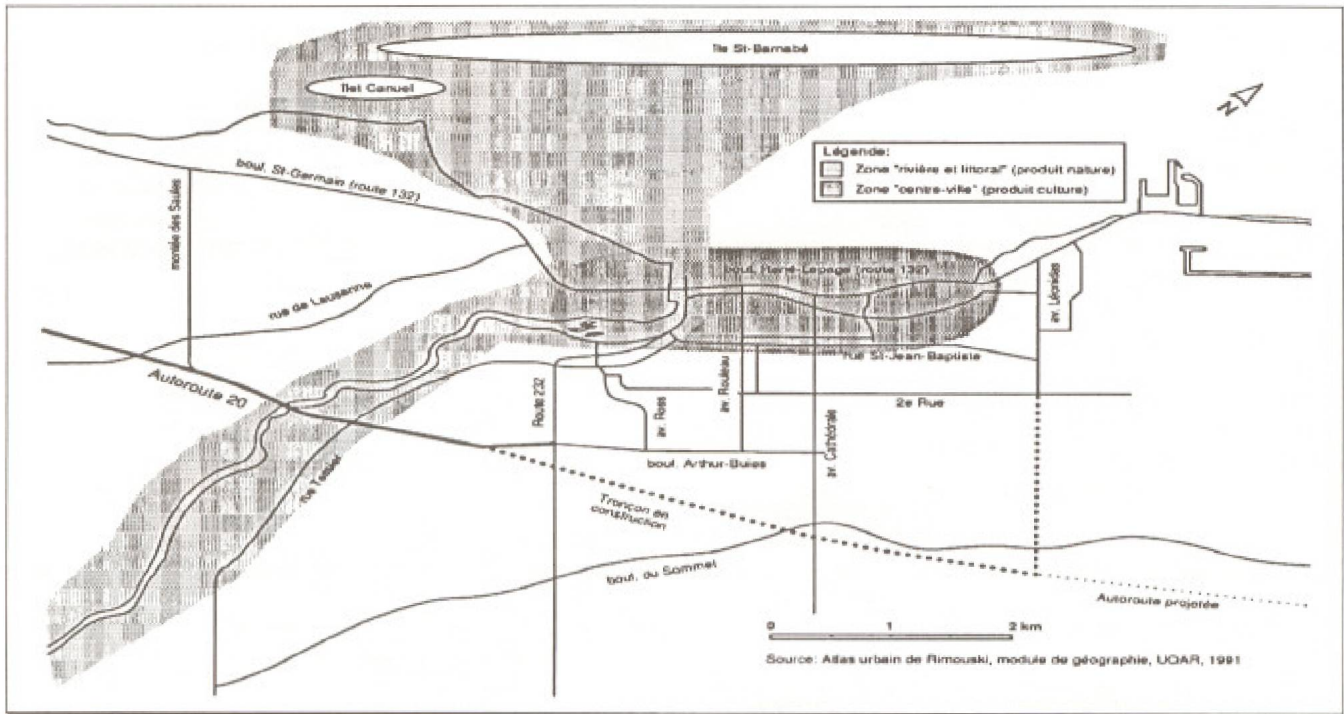 Ile St-Barnabé
Ilet Canuel
N
boul. St-Germain (route 132)
Légende:
Zone "rivière et littoral" (produit nature)
Zone "centre-ville" (produit culture)
montée des Saules
rue de Lausanne
boul. René-Lepage (route 132)
av. Léonides
rue St-Jean-Baptiste
Autoroute 20
Route 232
av. Ross
av. Rouleau
2e Rue
av. Cathédrale
boul. Arthur-Buies
rue Tessier
Tronçon en
construction
boul. du Sommet
Autoroute projetée
0 1 2 km
Source: Atlas urbain de Rimouski, module de géographie, UQAR, 1991